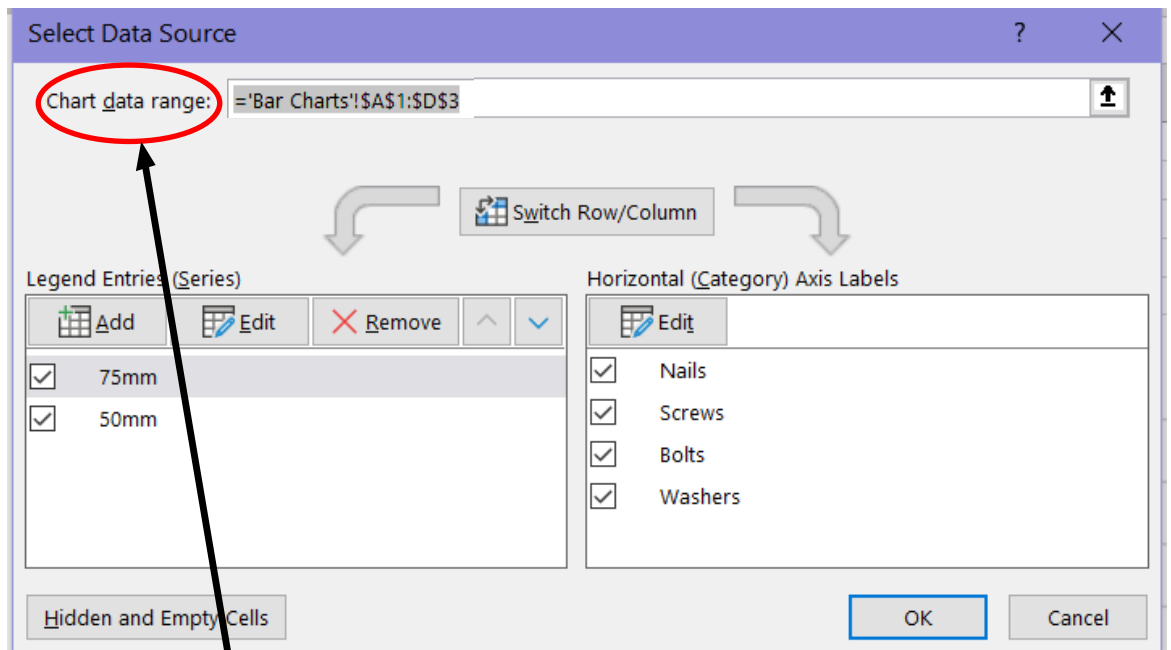 Select Data Source ?
Chart data range: ='Bar Charts'!$A$1:$D$3
Switch Row/Column
Legend Entries (Series)
Add Edit Remove
75mm
50mm
Horizontal (Category) Axis Labels
Edit
Nails
Screws
Bolts
Washers
Hidden and Empty Cells
OK Cancel